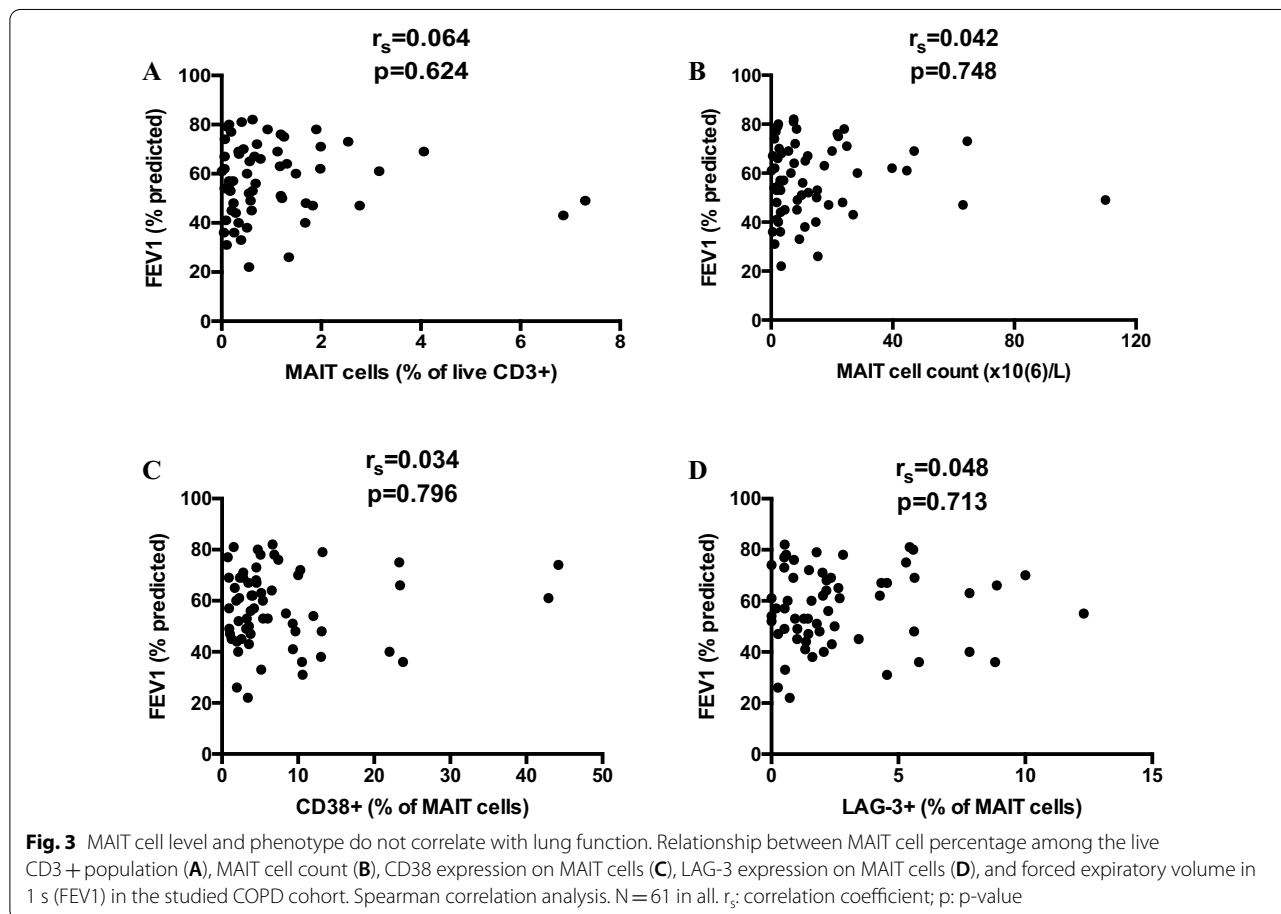 A
rs=0.064
p=0.624
100
80
60
40
20
0
FEV1 (% predicted)
0 2 4 6 8
MAIT cells (% of live CD3+)
B
rs=0.042
p=0.748
100
80
60
40
20
0
FEV1 (% predicted)
0 40 80 120
MAIT cell count (x10(6)/L)
C
rs=0.034
p=0.796
100
80
60
40
20
0
FEV1 (% predicted)
0 10 20 30 40 50
CD38+ (% of MAIT cells)
D
rs=0.048
p=0.713
100
80
60
40
20
0
FEV1 (% predicted)
0 5 10 15
LAG-3+ (% of MAIT cells)
Fig. 3 MAIT cell level and phenotype do not correlate with lung function. Relationship between MAIT cell percentage among the live
CD3 + population (A), MAIT cell count (B), CD38 expression on MAIT cells (C), LAG-3 expression on MAIT cells (D), and forced expiratory volume in
1 s (FEV1) in the studied COPD cohort. Spearman correlation analysis. N = 61 in all. rs: correlation coefficient; p: p-value